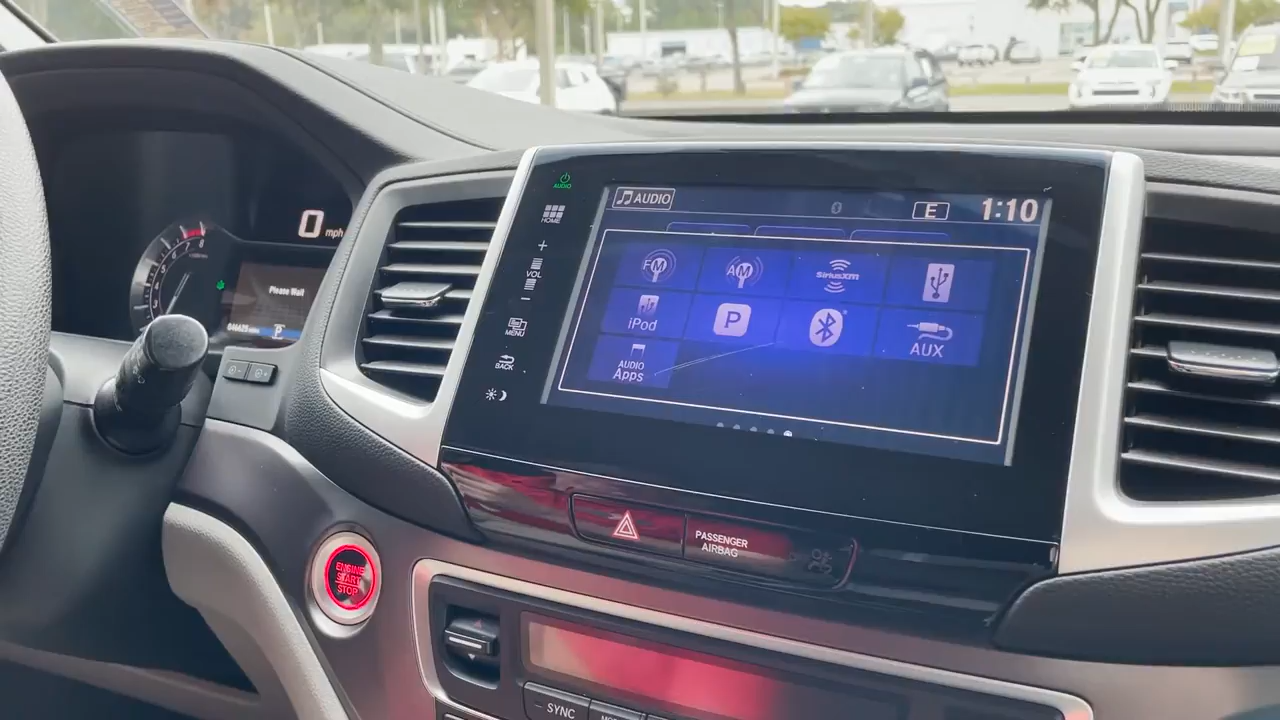 AUDIO
AUDIO
E
1:10
HOME
+
VOL
−
MENU
BACK
FM
AM
SiriusXM
iPod
P
AUX
AUDIO
Apps
0 mph
Please Wait
P
ENGINE
START
STOP
PASSENGER
AIRBAG
SYNC